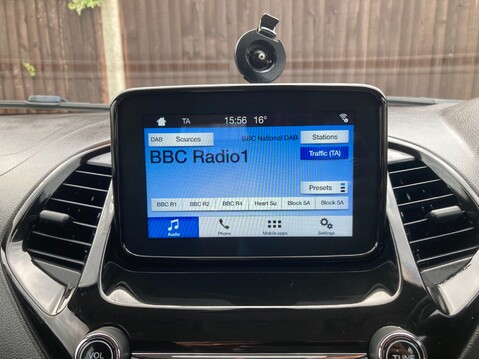 TA 15:56 16°
DAB Sources BBC National DAB Stations
BBC Radio1 Traffic (TA)
Presets
BBC R1 BBC R2 BBC R4 Heart Su Block 5A Block 5A
Audio Phone Mobile apps Settings
VOL TUNE